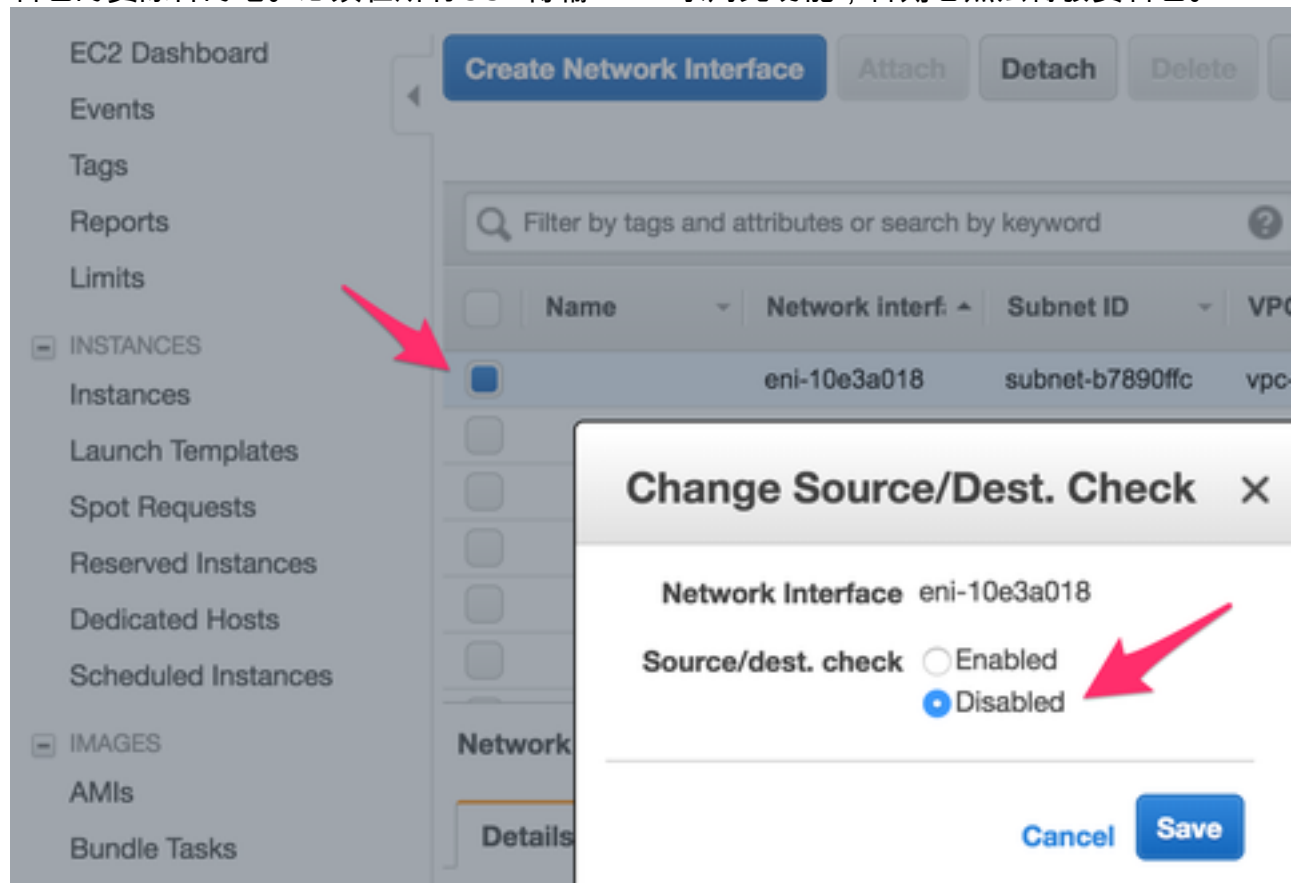 EC2 Dashboard
Events
Tags
Reports
Limits
INSTANCES
Instances
Launch Templates
Spot Requests
Reserved Instances
Dedicated Hosts
Scheduled Instances
IMAGES
AMIs
Bundle Tasks
Create Network Interface Attach Detach Delete
Filter by tags and attributes or search by keyword
Name Network interf Subnet ID VPC
eni-10e3a018 subnet-b7890ffc vpc-
Change Source/Dest. Check
Network Interface eni-10e3a018
Source/dest. check Enabled
Disabled
Cancel Save
Network
Details